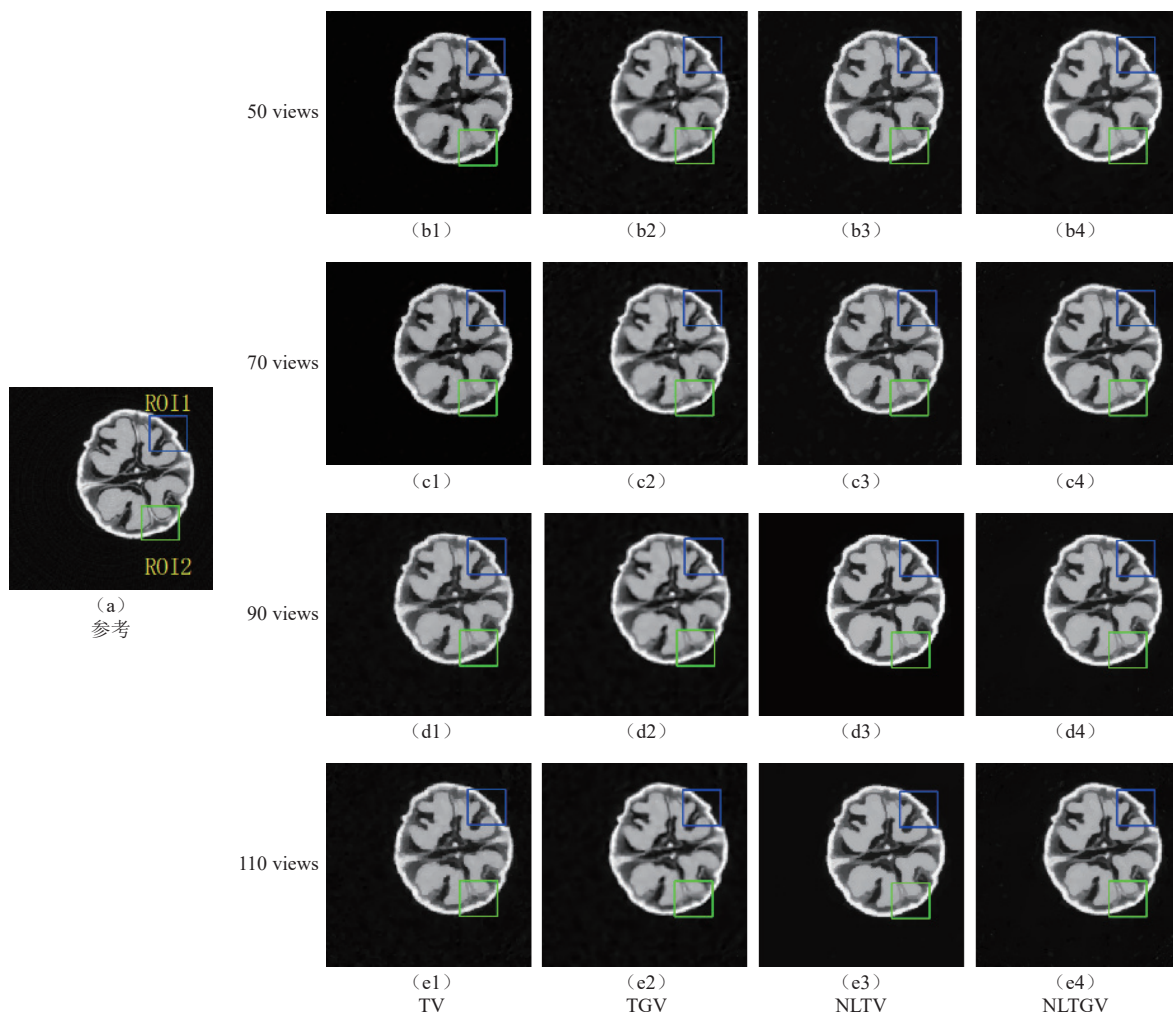 50 views
（b1）
（b2）
（b3）
（b4）
70 views
（c1）
（c2）
（c3）
（c4）
ROI1
ROI2
（a）
参考
90 views
（d1）
（d2）
（d3）
（d4）
110 views
（e1）
（e2）
（e3）
（e4）
TV
TGV
NLTV
NLTGV